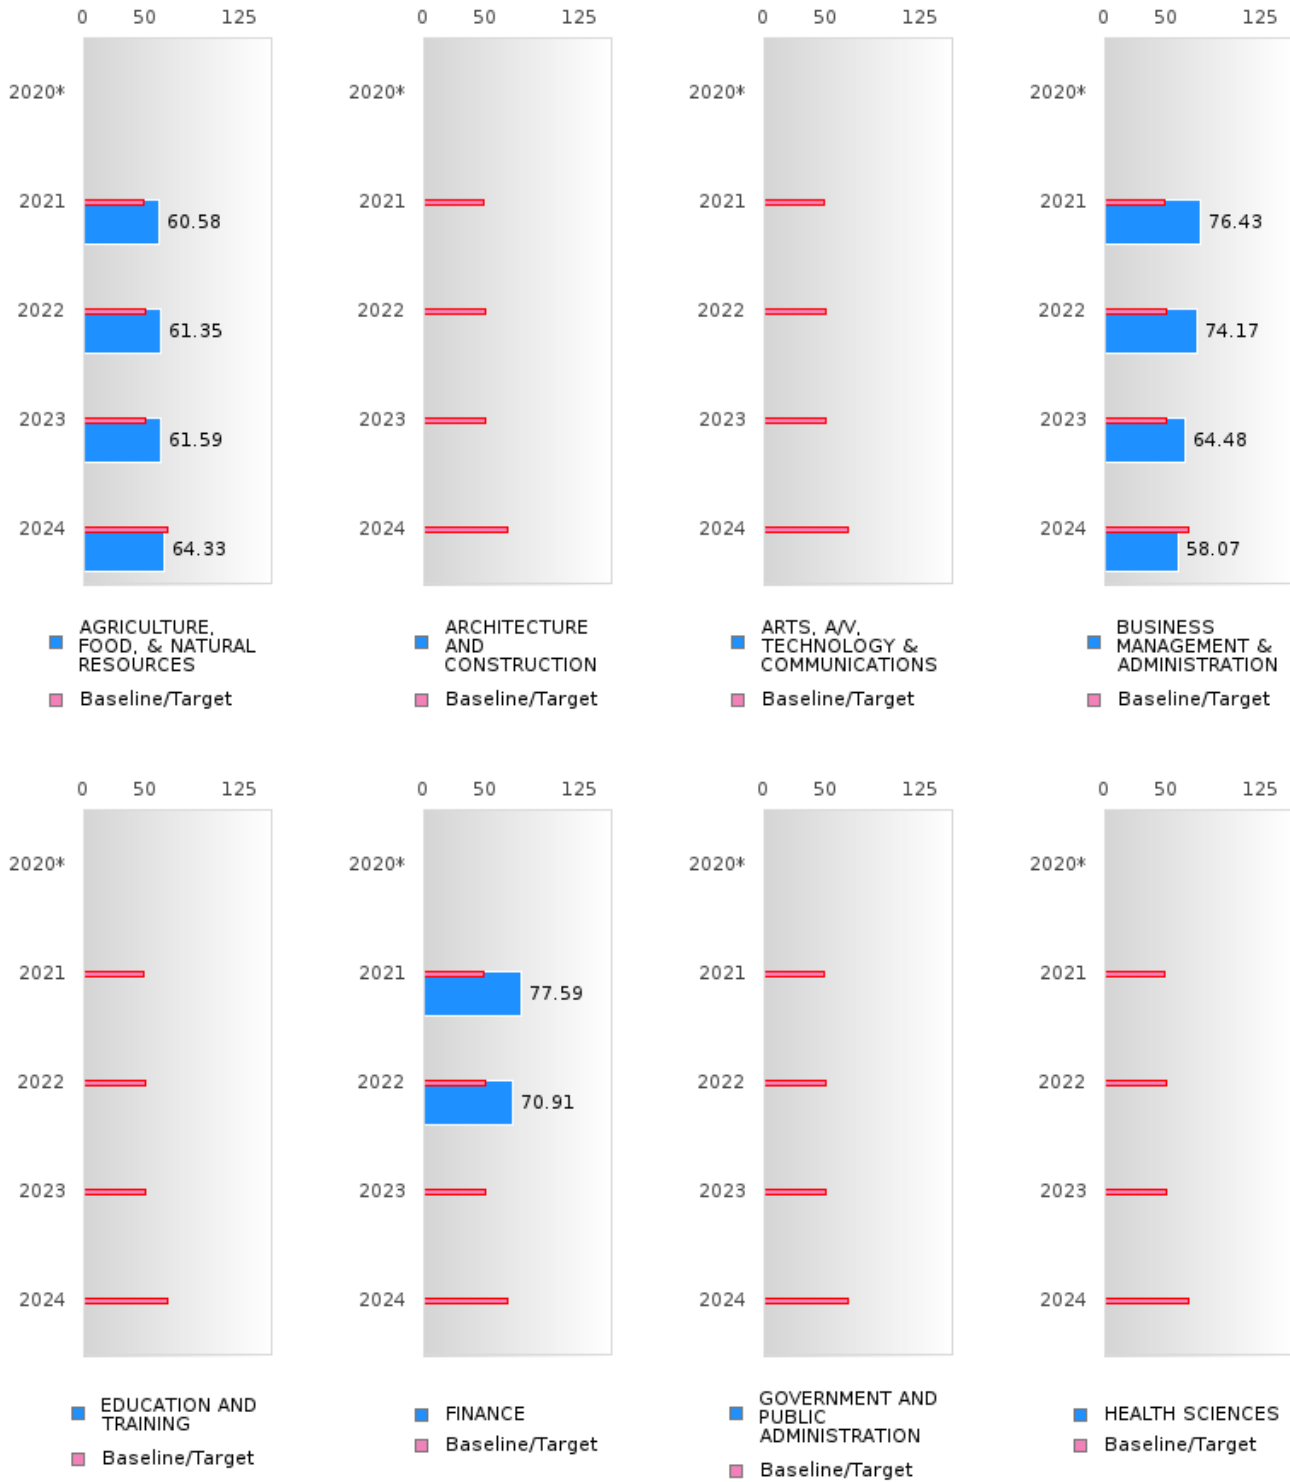 0 50 125
2020*
2021
60.58
2022
61.35
2023
61.59
2024
64.33
AGRICULTURE,
FOOD, & NATURAL
RESOURCES
Baseline/Target
0 50 125
2020*
2021
2022
2023
2024
ARCHITECTURE
AND
CONSTRUCTION
Baseline/Target
0 50 125
2020*
2021
2022
2023
2024
ARTS, A/V,
TECHNOLOGY &
COMMUNICATIONS
Baseline/Target
0 50 125
2020*
2021
76.43
2022
74.17
2023
64.48
2024
58.07
BUSINESS
MANAGEMENT &
ADMINISTRATION
Baseline/Target
0 50 125
2020*
2021
2022
2023
2024
EDUCATION AND
TRAINING
Baseline/Target
0 50 125
2020*
2021
77.59
2022
70.91
2023
2024
FINANCE
Baseline/Target
0 50 125
2020*
2021
2022
2023
2024
GOVERNMENT AND
PUBLIC
ADMINISTRATION
Baseline/Target
0 50 125
2020*
2021
2022
2023
2024
HEALTH SCIENCES
Baseline/Target